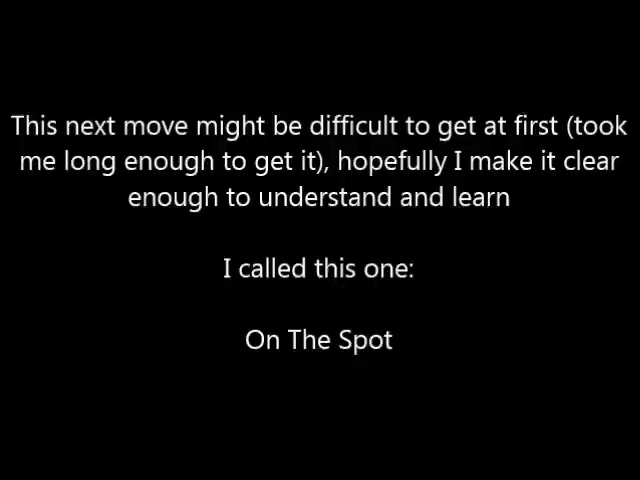 This next move might be difficult to get at first (took
me long enough to get it), hopefully I make it clear
enough to understand and learn
I called this one:
On The Spot